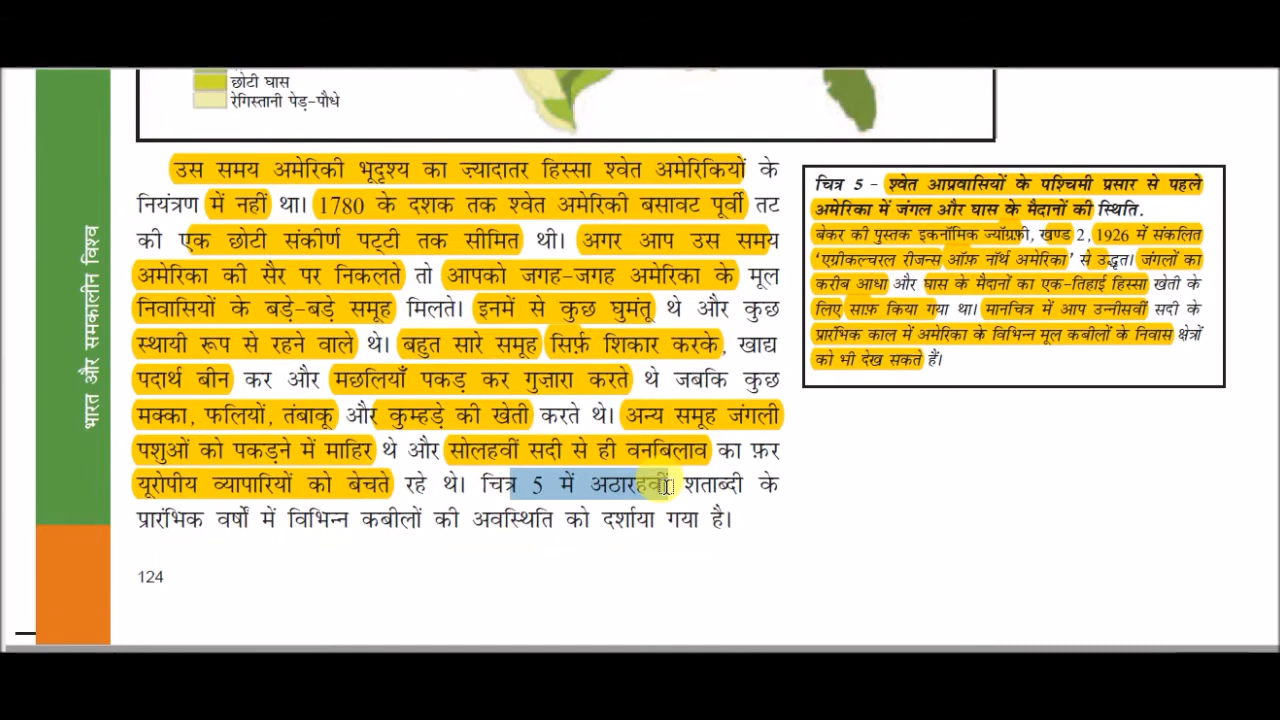 छोटी घास
रेगिस्तानी पेड़-पौधे
उस समय अमेरिकी भूदृश्य का ज़्यादातर हिस्सा श्वेत अमेरिकियों के
नियंत्रण में नहीं था। 1780 के दशक तक श्वेत अमेरिकी बसावट पूर्वी तट
की एक छोटी संकीर्ण पट्टी तक सीमित थी। अगर आप उस समय
अमेरिका की सैर पर निकलते तो आपको जगह-जगह अमेरिका के मूल
निवासियों के बड़े-बड़े समूह मिलते। इनमें से कुछ घुमंतू थे और कुछ
स्थायी रूप से रहने वाले थे। बहुत सारे समूह सिर्फ़ शिकार करके, खाद्य
पदार्थ बीन कर और मछलियाँ पकड़ कर गुज़ारा करते थे जबकि कुछ
मक्का, फलियों, तंबाकू और कुम्हड़े की खेती करते थे। अन्य समूह जंगली
पशुओं को पकड़ने में माहिर थे और सोलहवीं सदी से ही वनबिलाव का फ़र
यूरोपीय व्यापारियों को बेचते रहे थे। चित्र 5 में अठारहवीं शताब्दी के
प्रारंभिक वर्षों में विभिन्न कबीलों की अवस्थिति को दर्शाया गया है।
124
चित्र 5 – श्वेत आप्रवासियों के पश्चिमी प्रसार से पहले
अमेरिका में जंगल और घास के मैदानों की स्थिति.
बेकर की पुस्तक इकनॉमिक ज्यॉग्रफ़ी, खण्ड 2, 1926 में संकलित
'एग्रीकल्चरल रीजन्स ऑफ़ नॉर्थ अमेरिका' से उद्धृत। जंगलों का
करीब आधा और घास के मैदानों का एक-तिहाई हिस्सा खेती के
लिए साफ़ किया गया था। मानचित्र में आप उन्नीसवीं सदी के
प्रारंभिक काल में अमेरिका के विभिन्न मूल कबीलों के निवास क्षेत्रों
को भी देख सकते हैं।
भारत और समकालीन विश्व